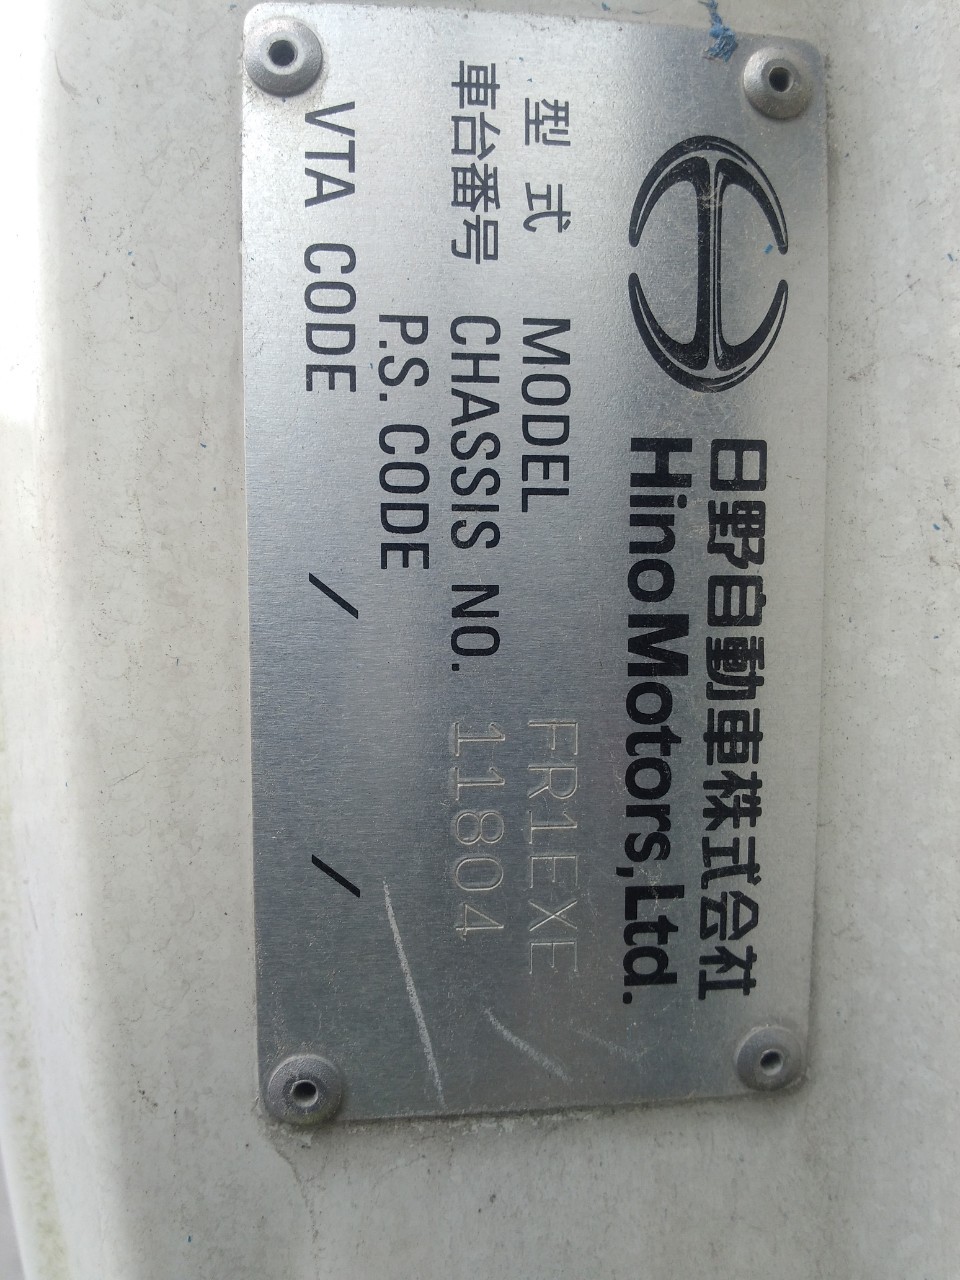 日野自動車株式会社
Hino Motors, Ltd.
型式 MODEL FR1EXE
車台番号 CHASSIS NO. 11804
P.S. CODE
VTA CODE / /